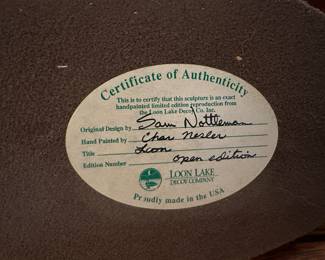 Certificate of Authenticity
This is to certify that this sculpture is an exact
handpainted limited edition reproduction from
the Loon Lake Decoy Co. Inc.
Original Design by Sam Nottleman
Hand Painted by Chas Nesler
Title Loon
Edition Number open edition
LOON LAKE
DECOY COMPANY
Proudly made in the USA